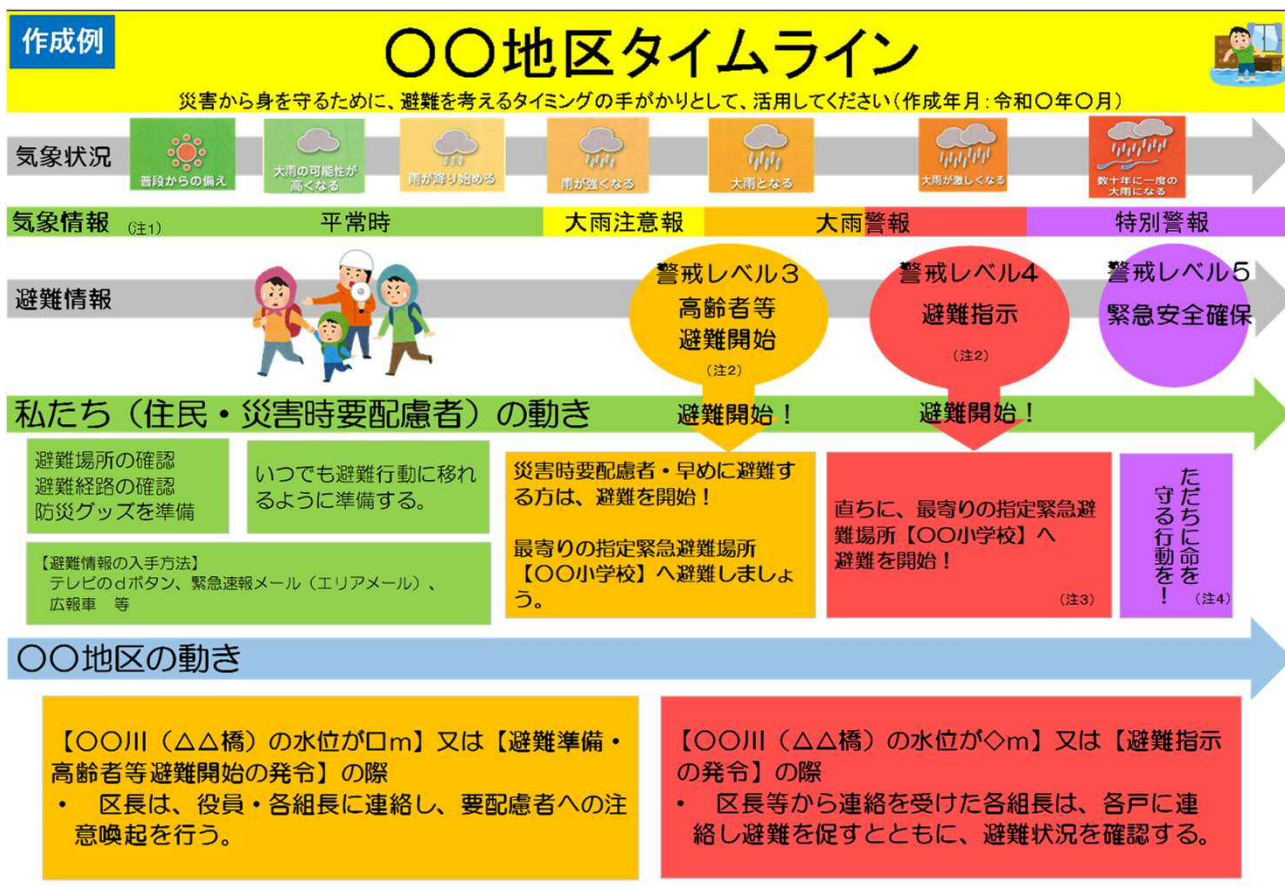 作成例
〇〇地区タイムライン
災害から身を守るために、避難を考えるタイミングの手がかりとして、活用してください(作成年月:令和〇年〇月)
気象状況
普段からの備え
大雨の可能性が
高くなる
雨が降り始める
雨が強くなる
大雨となる
大雨が激しくなる
数十年に一度の
大雨になる
気象情報 (注1)
平常時
大雨注意報
大雨警報
特別警報
避難情報
警戒レベル3
高齢者等
避難開始
(注2)
警戒レベル4
避難指示
(注2)
警戒レベル5
緊急安全確保
私たち(住民・災害時要配慮者)の動き
避難開始!
避難開始!
避難場所の確認
避難経路の確認
防災グッズを準備
いつでも避難行動に移れ
るように準備する。
【避難情報の入手方法】
テレビのdボタン、緊急速報メール(エリアメール)、
広報車 等
災害時要配慮者・早めに避難す
る方は、避難を開始!
最寄りの指定緊急避難場所
【〇〇小学校】へ避難しましょ
う。
直ちに、最寄りの指定緊急避
難場所【〇〇小学校】へ
避難を開始!
(注3)
ただちに命を
守る行動を!
(注4)
〇〇地区の動き
【〇〇川(△△橋)の水位が□m】又は【避難準備・
高齢者等避難開始の発令】の際
・ 区長は、役員・各組長に連絡し、要配慮者への注
意喚起を行う。
【〇〇川(△△橋)の水位が◇m】又は【避難指示
の発令】の際
・ 区長等から連絡を受けた各組長は、各戸に連
絡し避難を促すとともに、避難状況を確認する。